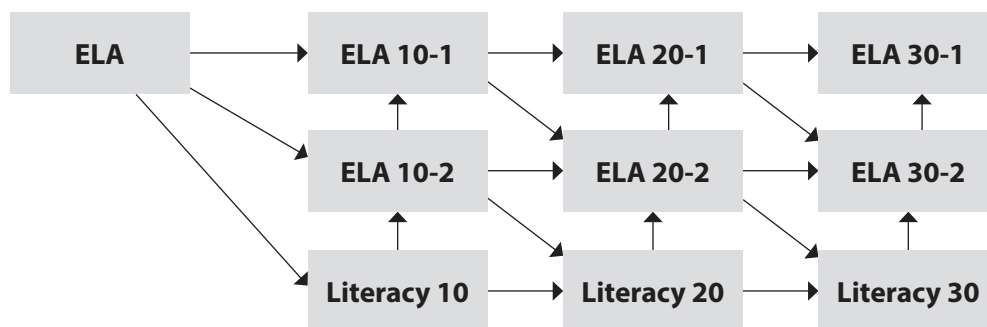 ELA
ELA 10-1
ELA 20-1
ELA 30-1
ELA 10-2
ELA 20-2
ELA 30-2
Literacy 10
Literacy 20
Literacy 30